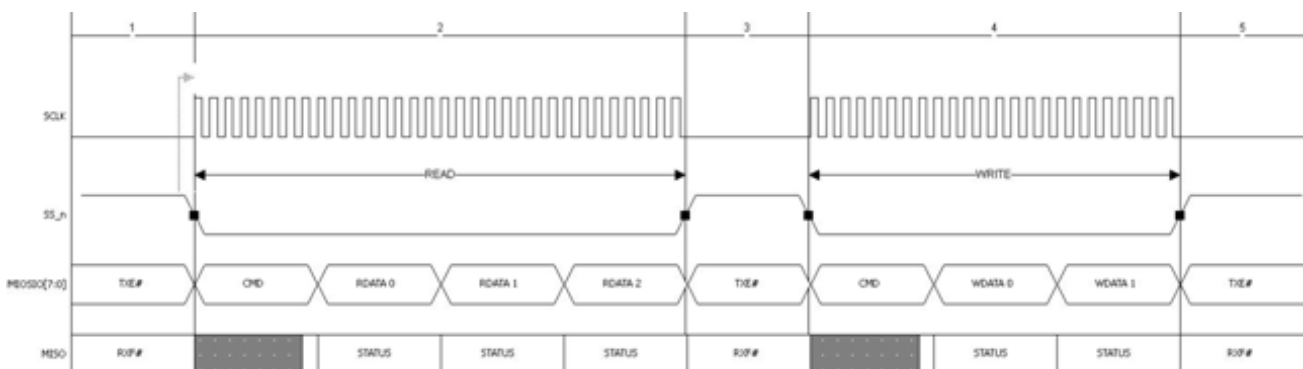 1 2 3 4 5
SCLK
READ WRITE
SS_n
MIOSIO[7:0] TXE# CMD RDATA 0 RDATA 1 RDATA 2 TXE# CMD WDATA 0 WDATA 1 TXE#
MISO RXF# STATUS STATUS STATUS RXF# STATUS STATUS RXF#